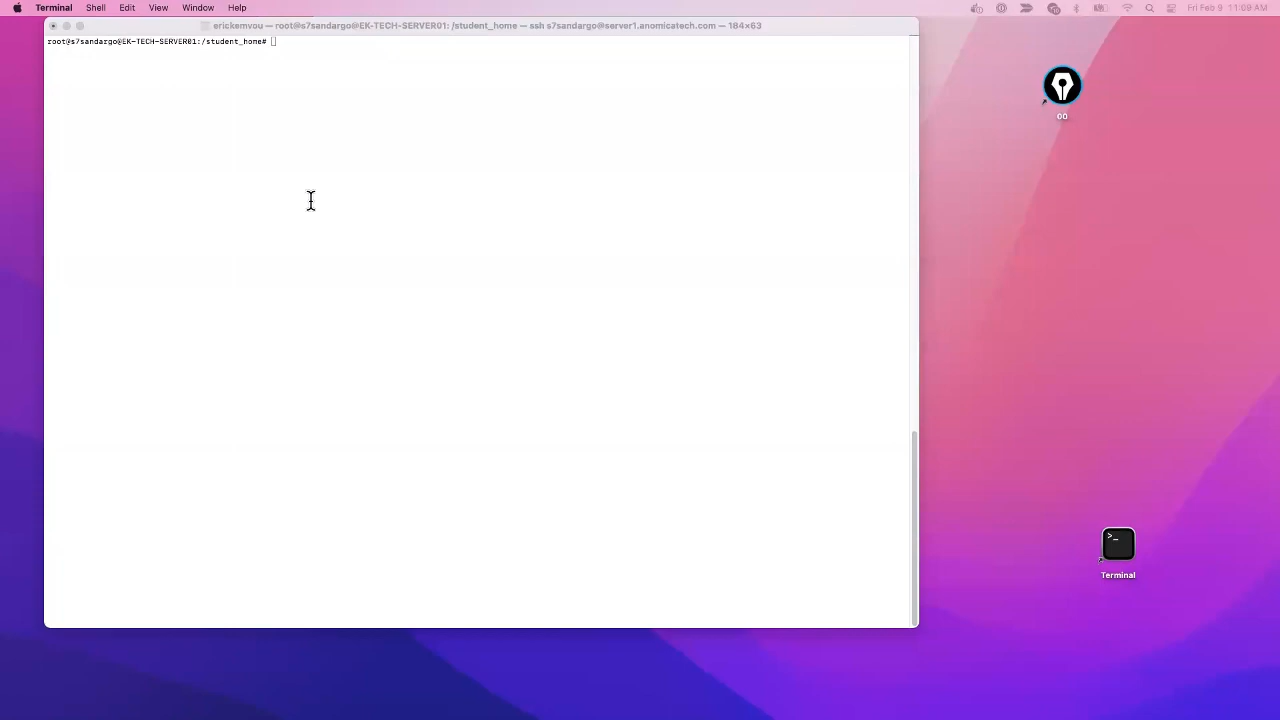 Terminal Shell Edit View Window Help Fri Feb 9 11:09 AM
erickemvou — root@s7sandargo@EK-TECH-SERVER01: /student_home — ssh s7sandargo@server1.anomicatech.com — 184×63
root@s7sandargo@EK-TECH-SERVER01:/student_home#
00
>_
Terminal